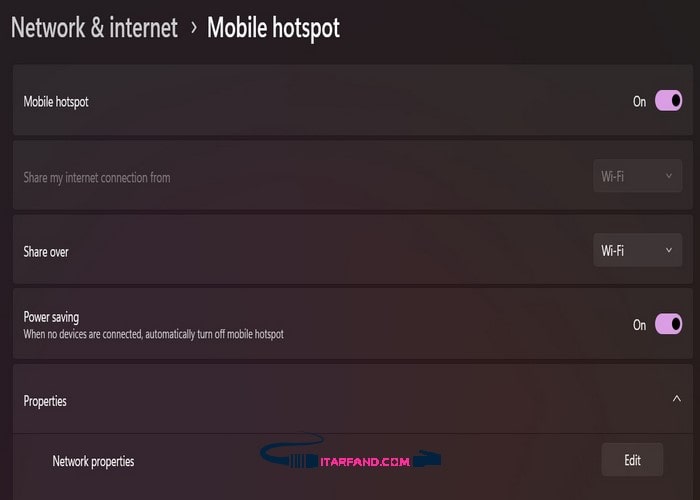 Network & internet › Mobile hotspot
Mobile hotspot On
Share my internet connection from Wi-Fi
Share over Wi-Fi
Power saving
When no devices are connected, automatically turn off mobile hotspot On
Properties
Network properties Edit
ITARFAND.COM